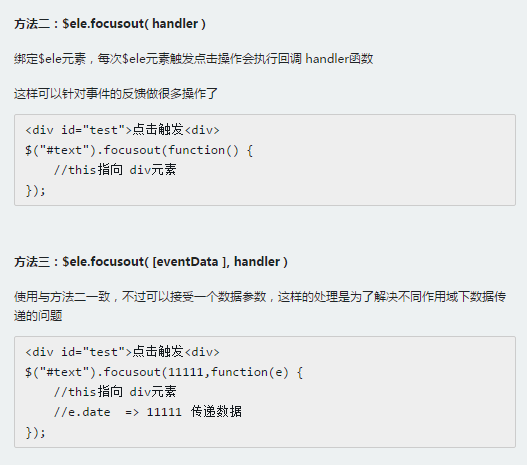 方法二：$ele.focusout( handler )
绑定$ele元素，每次$ele元素触发点击操作会执行回调 handler函数
这样可以针对事件的反馈做很多操作了
<div id="test">点击触发<div>
$("#text").focusout(function() {
    //this指向 div元素
});
方法三：$ele.focusout( [eventData ], handler )
使用与方法二一致，不过可以接受一个数据参数，这样的处理是为了解决不同作用域下数据传
递的问题
<div id="test">点击触发<div>
$("#text").focusout(11111,function(e) {
    //this指向 div元素
    //e.date  => 11111 传递数据
});